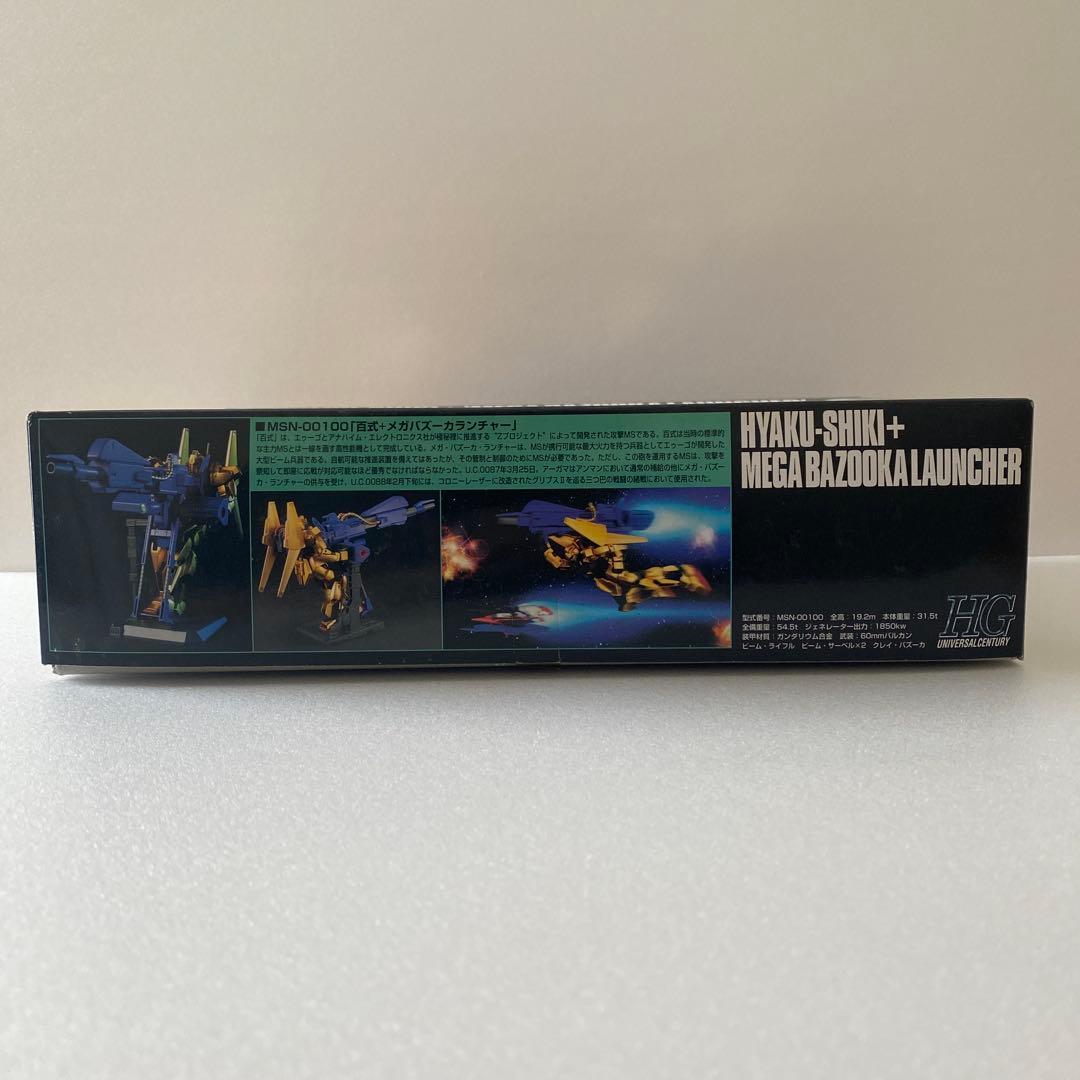 ■MSN-00100「百式+メガバズーカランチャー」
「百式」は、エゥーゴとアナハイム・エレクトロニクス社が極秘裡に推進する "Zプロジェクト" によって開発された攻撃MSである。百式は当時の標準的
な主力MSとは一線を画す高性能機として完成している。メガ・バズーカ・ランチャーは、MSが携行可能な最大火力を持つ兵器としてエゥーゴが開発した
大型ビーム兵器である。自航可能な推進装置を備えてはあったが、その管制と制御のためにMSが必要であった。ただし、この砲を運用するMSは、攻撃を
察知して即座に応戦が対応可能なほど優秀でなければならなかった。U.C.0087年3月25日、アーガマはアンマンにおいて通常の補給の他にメガ・バズー
カ・ランチャーの供与を受け、U.C.0088年2月下旬には、コロニーレーザーに改造されたグリプスⅡを巡る三つ巴の戦闘の緒戦において使用された。
HYAKU-SHIKI+
MEGA BAZOOKA LAUNCHER
型式番号：MSN-00100 全高：19.2m 本体重量：31.5t
全備重量：54.5t ジェネレーター出力：1850kw
装甲材質：ガンダリウム合金 武装：60mmバルカン
ビーム・ライフル ビーム・サーベル×2 クレイ・バズーカ
HG
UNIVERSAL CENTURY